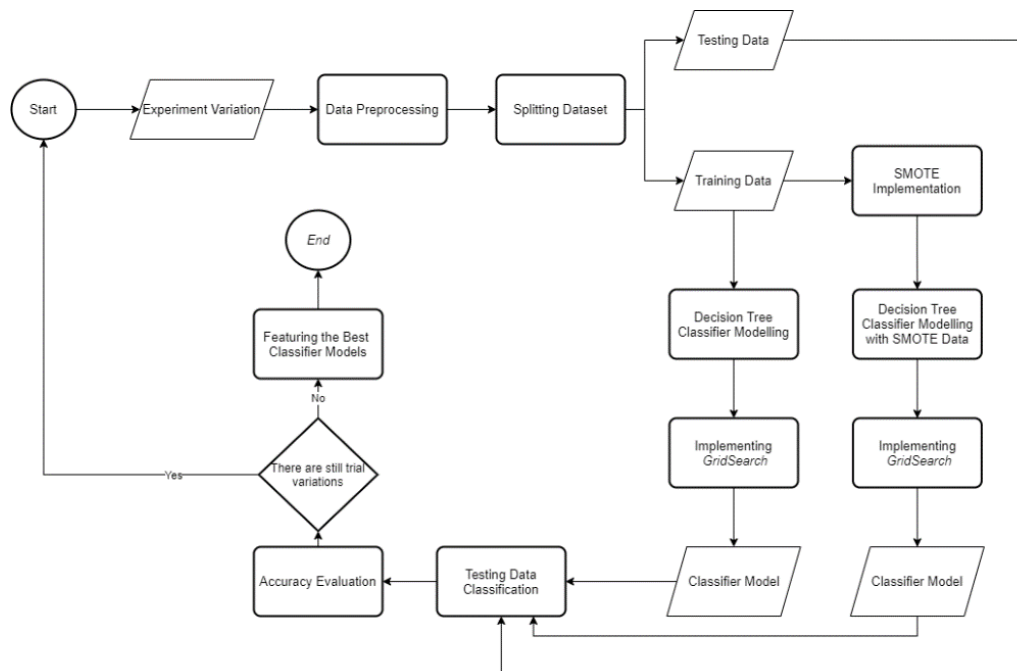 Testing Data
Start
Experiment Variation
Data Preprocessing
Splitting Dataset
Training Data
SMOTE
Implementation
End
Featuring the Best
Classifier Models
Decision Tree
Classifier Modelling
Decision Tree
Classifier Modelling
with SMOTE Data
No
There are still trial
variations
Yes
Implementing
GridSearch
Implementing
GridSearch
Accuracy Evaluation
Testing Data
Classification
Classifier Model
Classifier Model